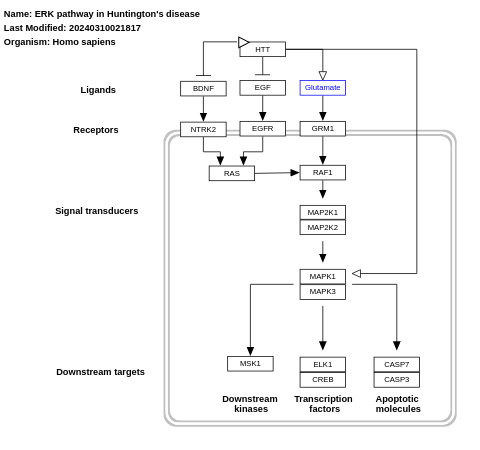 Name: ERK pathway in Huntington's disease
Last Modified: 20240310021817
Organism: Homo sapiens
HTT
Ligands
BDNF
EGF
Glutamate
Receptors
NTRK2
EGFR
GRM1
RAS
RAF1
Signal transducers
MAP2K1
MAP2K2
MAPK1
MAPK3
Downstream targets
MSK1
ELK1
CREB
CASP7
CASP3
Downstream
kinases
Transcription
factors
Apoptotic
molecules